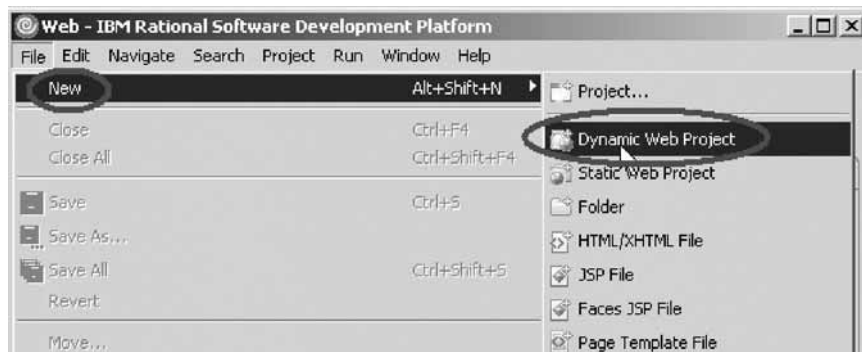 Web - IBM Rational Software Development Platform
File Edit Navigate Search Project Run Window Help
New Alt+Shift+N
Close Ctrl+F4
Close All Ctrl+Shift+F4
Save Ctrl+S
Save As...
Save All Ctrl+Shift+S
Revert
Move...
Project...
Dynamic Web Project
Static Web Project
Folder
HTML/XHTML File
JSP File
Faces JSP File
Page Template File